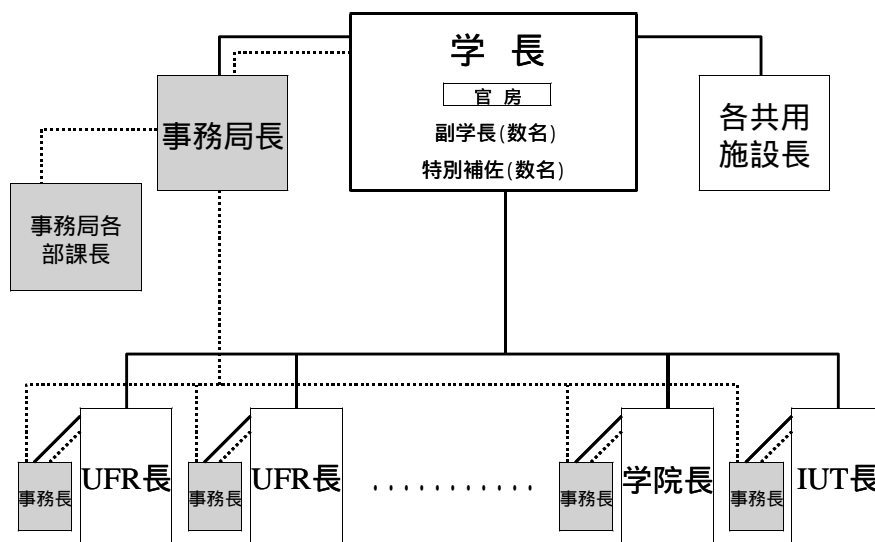 学 長
官 房
副学長(数名)
特別補佐(数名)
事務局長
各共用
施設長
事務局各
部課長
事務長
UFR長
事務長
UFR長
...........
事務長
学院長
事務長
IUT長